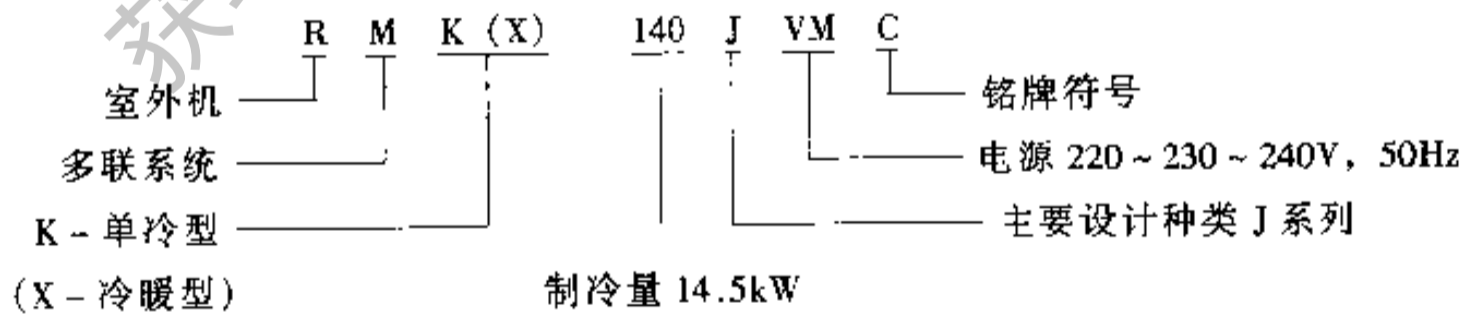 R M K (X) 140 J VM C
室外机
铭牌符号
多联系统
电源 220 ~ 230 ~ 240V, 50Hz
K - 单冷型
主要设计种类 J 系列
(X - 冷暖型)
制冷量 14.5kW